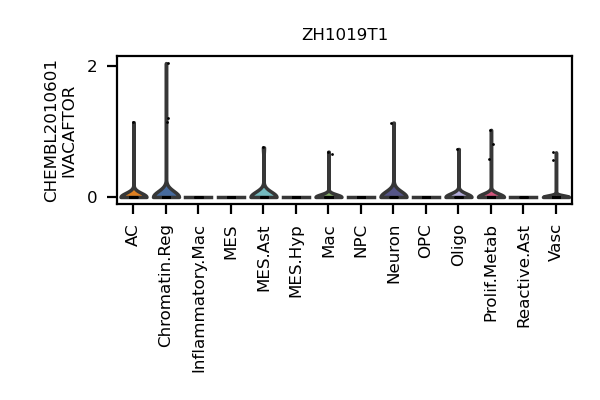 ZH1019T1
CHEMBL2010601
IVACAFTOR
2
0
AC
Chromatin.Reg
Inflammatory.Mac
MES
MES.Ast
MES.Hyp
Mac
NPC
Neuron
OPC
Oligo
Prolif.Metab
Reactive.Ast
Vasc